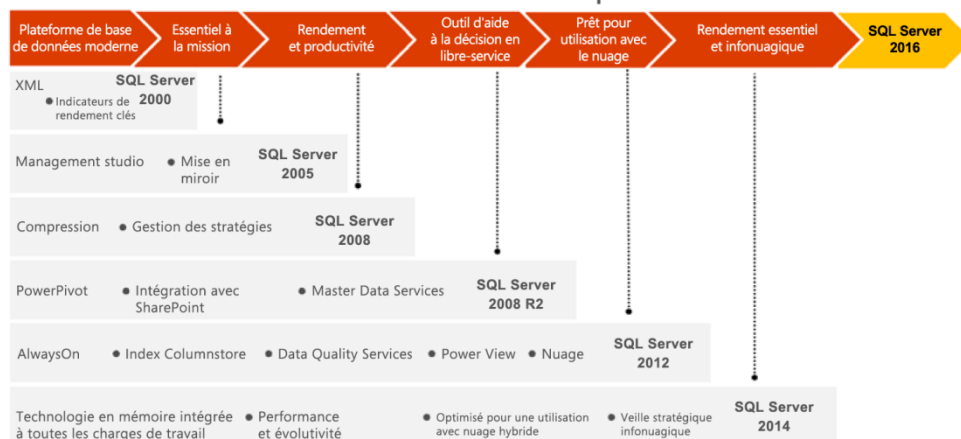 Plateforme de base
de données moderne
Essentiel à
la mission
Rendement
et productivité
Outil d'aide
à la décision en
libre-service
Prêt pour
utilisation avec
le nuage
Rendement essentiel
et infonuagique
SQL Server
2016
XML
● Indicateurs de
rendement clés
SQL Server
2000
Management studio ● Mise en
miroir
SQL Server
2005
Compression ● Gestion des stratégies
SQL Server
2008
PowerPivot ● Intégration avec
SharePoint
● Master Data Services
SQL Server
2008 R2
AlwaysOn ● Index Columnstore ● Data Quality Services ● Power View ● Nuage
SQL Server
2012
Technologie en mémoire intégrée
à toutes les charges de travail
● Performance
et évolutivité
● Optimisé pour une utilisation
avec nuage hybride
● Veille stratégique
infonuagique
SQL Server
2014